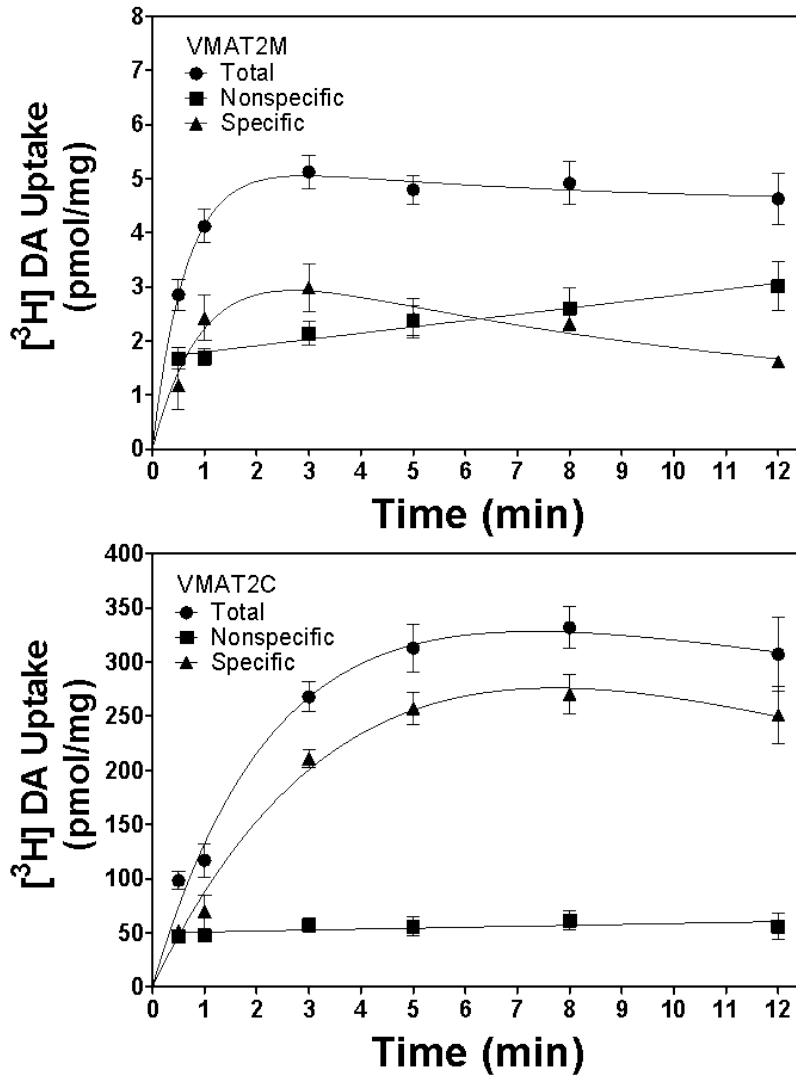 8
7
6
5
4
3
2
1
0
[³H] DA Uptake
(pmol/mg)
VMAT2M
Total
Nonspecific
Specific
0 1 2 3 4 5 6 7 8 9 10 11 12
Time (min)
400
350
300
250
200
150
100
50
0
[³H] DA Uptake
(pmol/mg)
VMAT2C
Total
Nonspecific
Specific
0 1 2 3 4 5 6 7 8 9 10 11 12
Time (min)